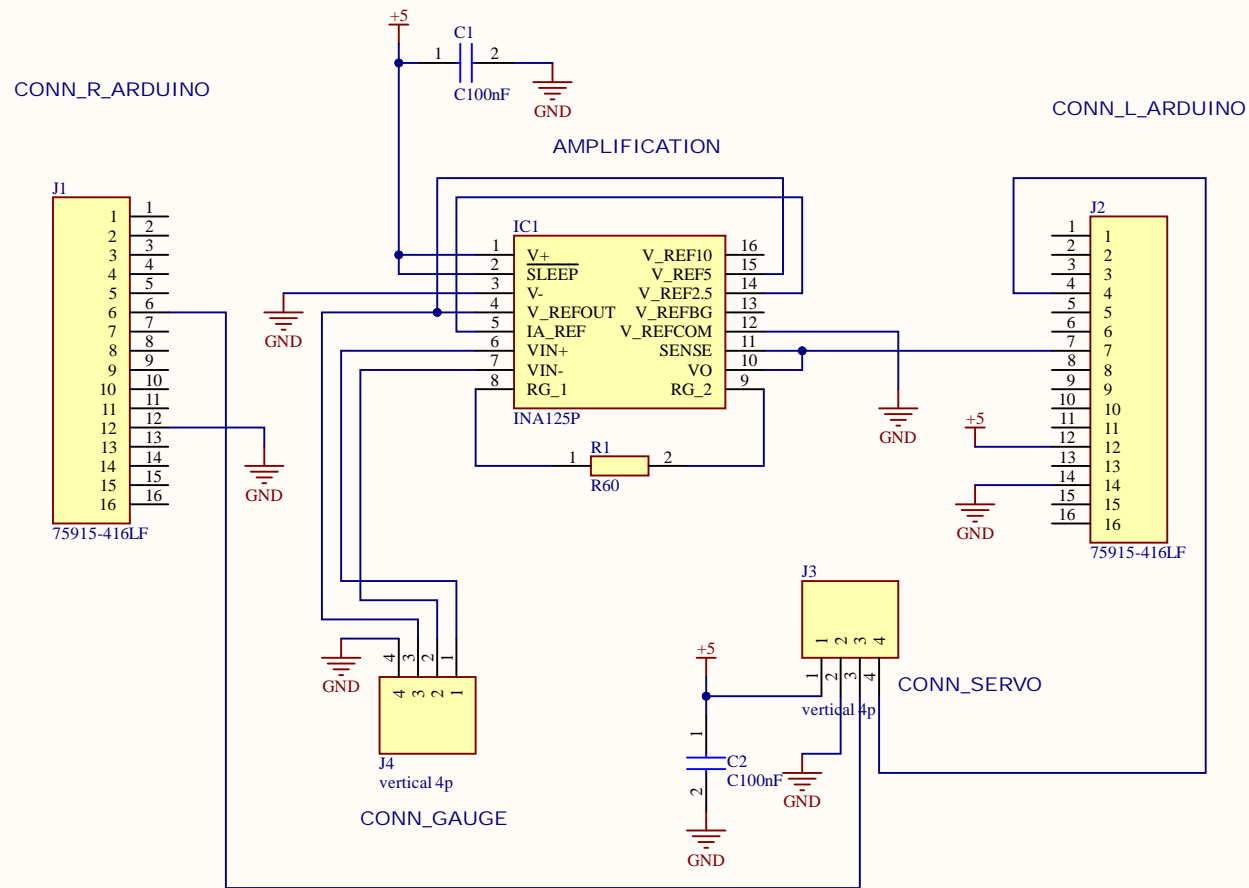 +5
C1
1 2
C100nF
GND
CONN_R_ARDUINO
CONN_L_ARDUINO
AMPLIFICATION
J1
1 1
2 2
3 3
4 4
5 5
6 6
7 7
8 8
9 9
10 10
11 11
12 12
13 13
14 14
15 15
16 16
75915-416LF
GND
IC1
1 V+ V_REF10 16
2 SLEEP V_REF5 15
3 V- V_REF2.5 14
4 V_REFOUT V_REFBG 13
5 IA_REF V_REFCOM 12
6 VIN+ SENSE 11
7 VIN- VO 10
8 RG_1 RG_2 9
INA125P
GND
GND
R1
1 2
R60
J2
1 1
2 2
3 3
4 4
5 5
6 6
7 7
8 8
9 9
10 10
11 11
12 12
13 13
14 14
15 15
16 16
75915-416LF
+5
GND
J3
1 2 3 4
1 2 3 4
vertical 4p
CONN_SERVO
+5
1
C2
C100nF
2
GND
GND
GND
4 3 2 1
4 3 2 1
J4
vertical 4p
CONN_GAUGE